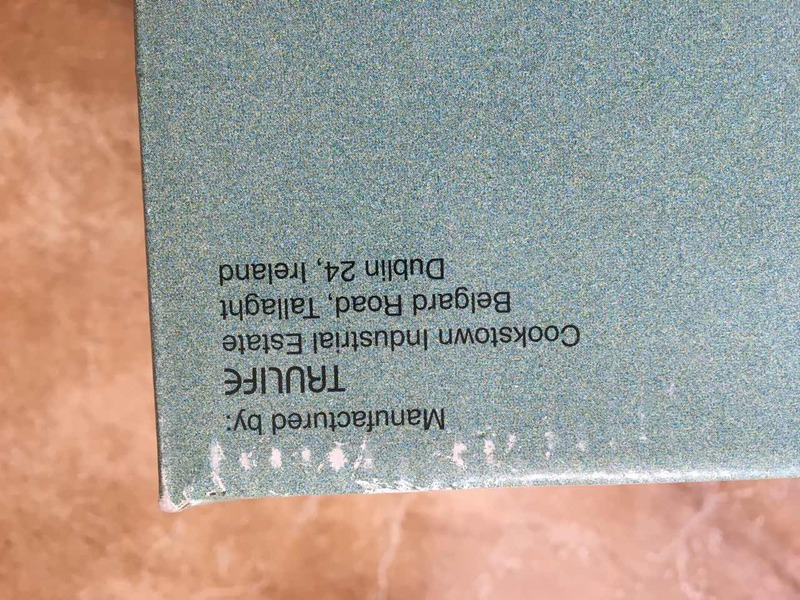 Manufactured by:
TRULIFE
Cookstown Industrial Estate
Belgard Road, Tallaght
Dublin 24, Ireland